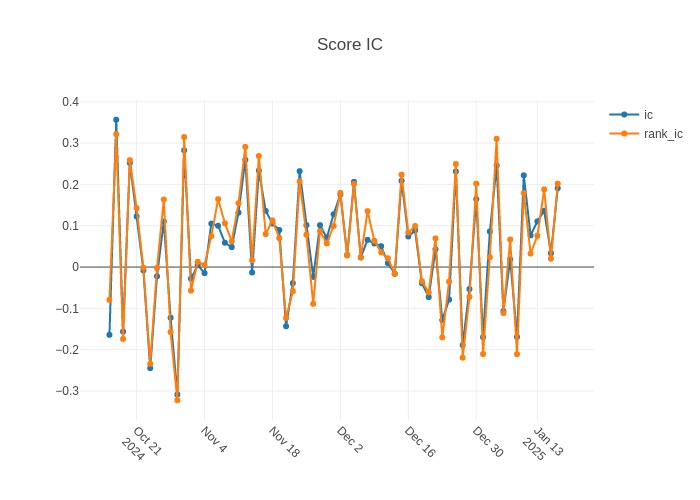 Score IC
0.4
0.3
0.2
0.1
0
−0.1
−0.2
−0.3
Oct 21
2024
Nov 4
Nov 18
Dec 2
Dec 16
Dec 30
Jan 13
2025
ic
rank_ic